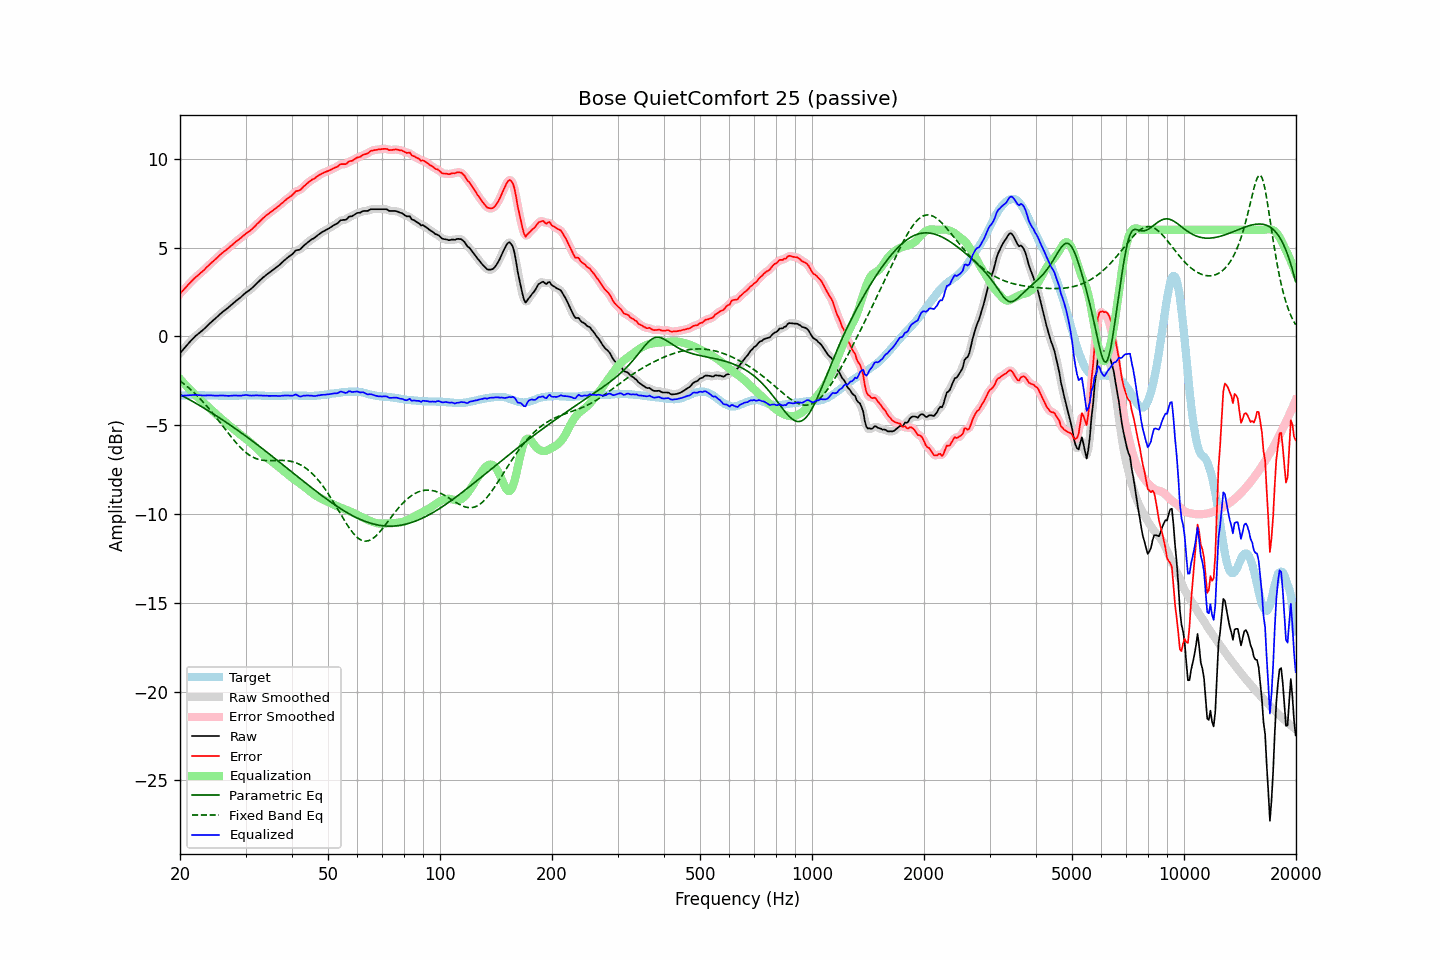 Bose QuietComfort 25 (passive)
Amplitude (dBr)
10
5
0
−5
−10
−15
−20
−25
Target
Raw Smoothed
Error Smoothed
Raw
Error
Equalization
Parametric Eq
Fixed Band Eq
Equalized
20 50 100 200 500 1000 2000 5000 10000 20000
Frequency (Hz)